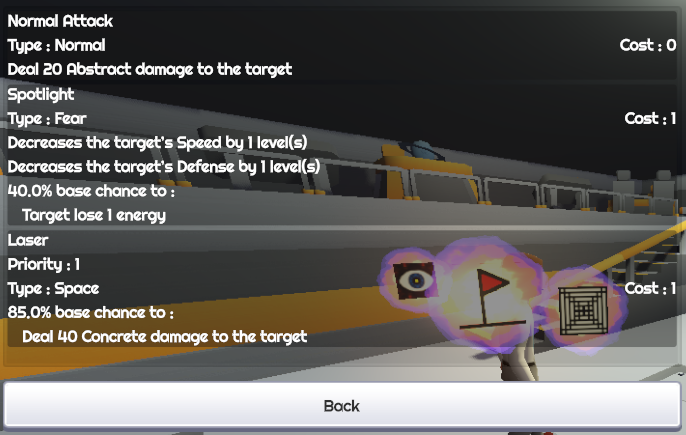 Normal Attack
Type : Normal
Cost : 0
Deal 20 Abstract damage to the target
Spotlight
Type : Fear
Cost : 1
Decreases the target's Speed by 1 level(s)
Decreases the target's Defense by 1 level(s)
40.0% base chance to :
Target lose 1 energy
Laser
Priority : 1
Type : Space
Cost : 1
85.0% base chance to :
Deal 40 Concrete damage to the target
Back